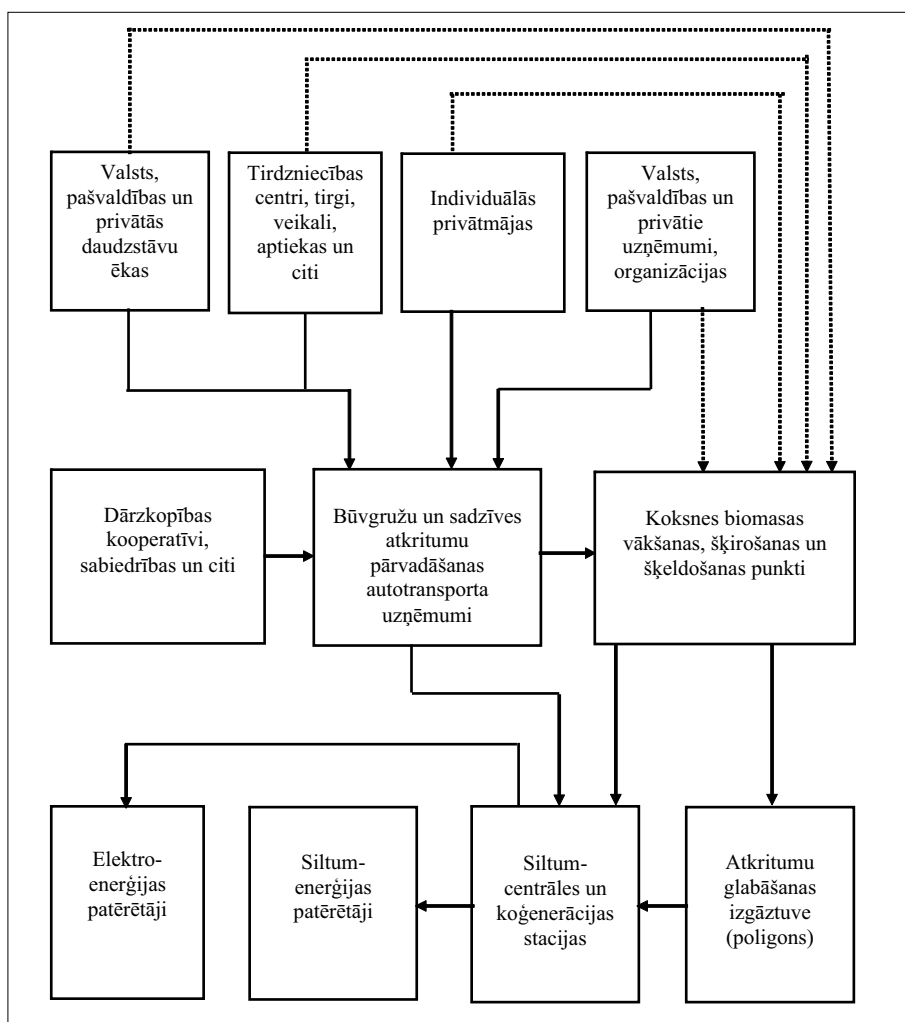 Valsts,
pašvaldības un
privātās
daudzstāvu
ēkas
Tirdzniecības
centri, tirgi,
veikali,
aptiekas un
citi
Individuālās
privātmājas
Valsts,
pašvaldības un
privātie
uzņēmumi,
organizācijas
Dārzkopības
kooperatīvi,
sabiedrības un citi
Būvgružu un sadzīves
atkritumu
pārvadāšanas
autotransporta
uzņēmumi
Koksnes biomasas
vākšanas, šķirošanas un
šķeldošanas punkti
Elektro-
enerģijas
patērētāji
Siltum-
enerģijas
patērētāji
Siltum-
centrāles un
koģenerācijas
stacijas
Atkritumu
glabāšanas
izgāztuve
(poligons)